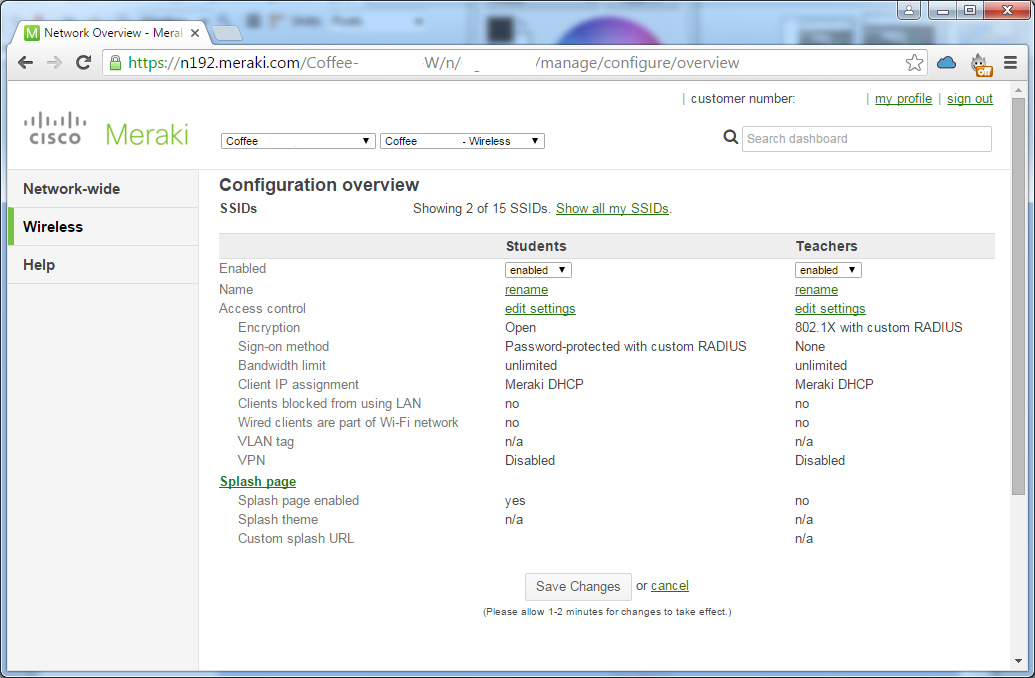 Network Overview - Merak
https://n192.meraki.com/Coffee- W/n/ _ /manage/configure/overview
off
customer number: | my profile | sign out
cisco Meraki
Coffee Coffee - Wireless Search dashboard
Network-wide
Wireless
Help
Configuration overview
SSIDs Showing 2 of 15 SSIDs. Show all my SSIDs.
Students Teachers
Enabled enabled enabled
Name rename rename
Access control edit settings edit settings
Encryption Open 802.1X with custom RADIUS
Sign-on method Password-protected with custom RADIUS None
Bandwidth limit unlimited unlimited
Client IP assignment Meraki DHCP Meraki DHCP
Clients blocked from using LAN no no
Wired clients are part of Wi-Fi network no no
VLAN tag n/a n/a
VPN Disabled Disabled
Splash page
Splash page enabled yes no
Splash theme n/a n/a
Custom splash URL n/a
Save Changes or cancel
(Please allow 1-2 minutes for changes to take effect.)